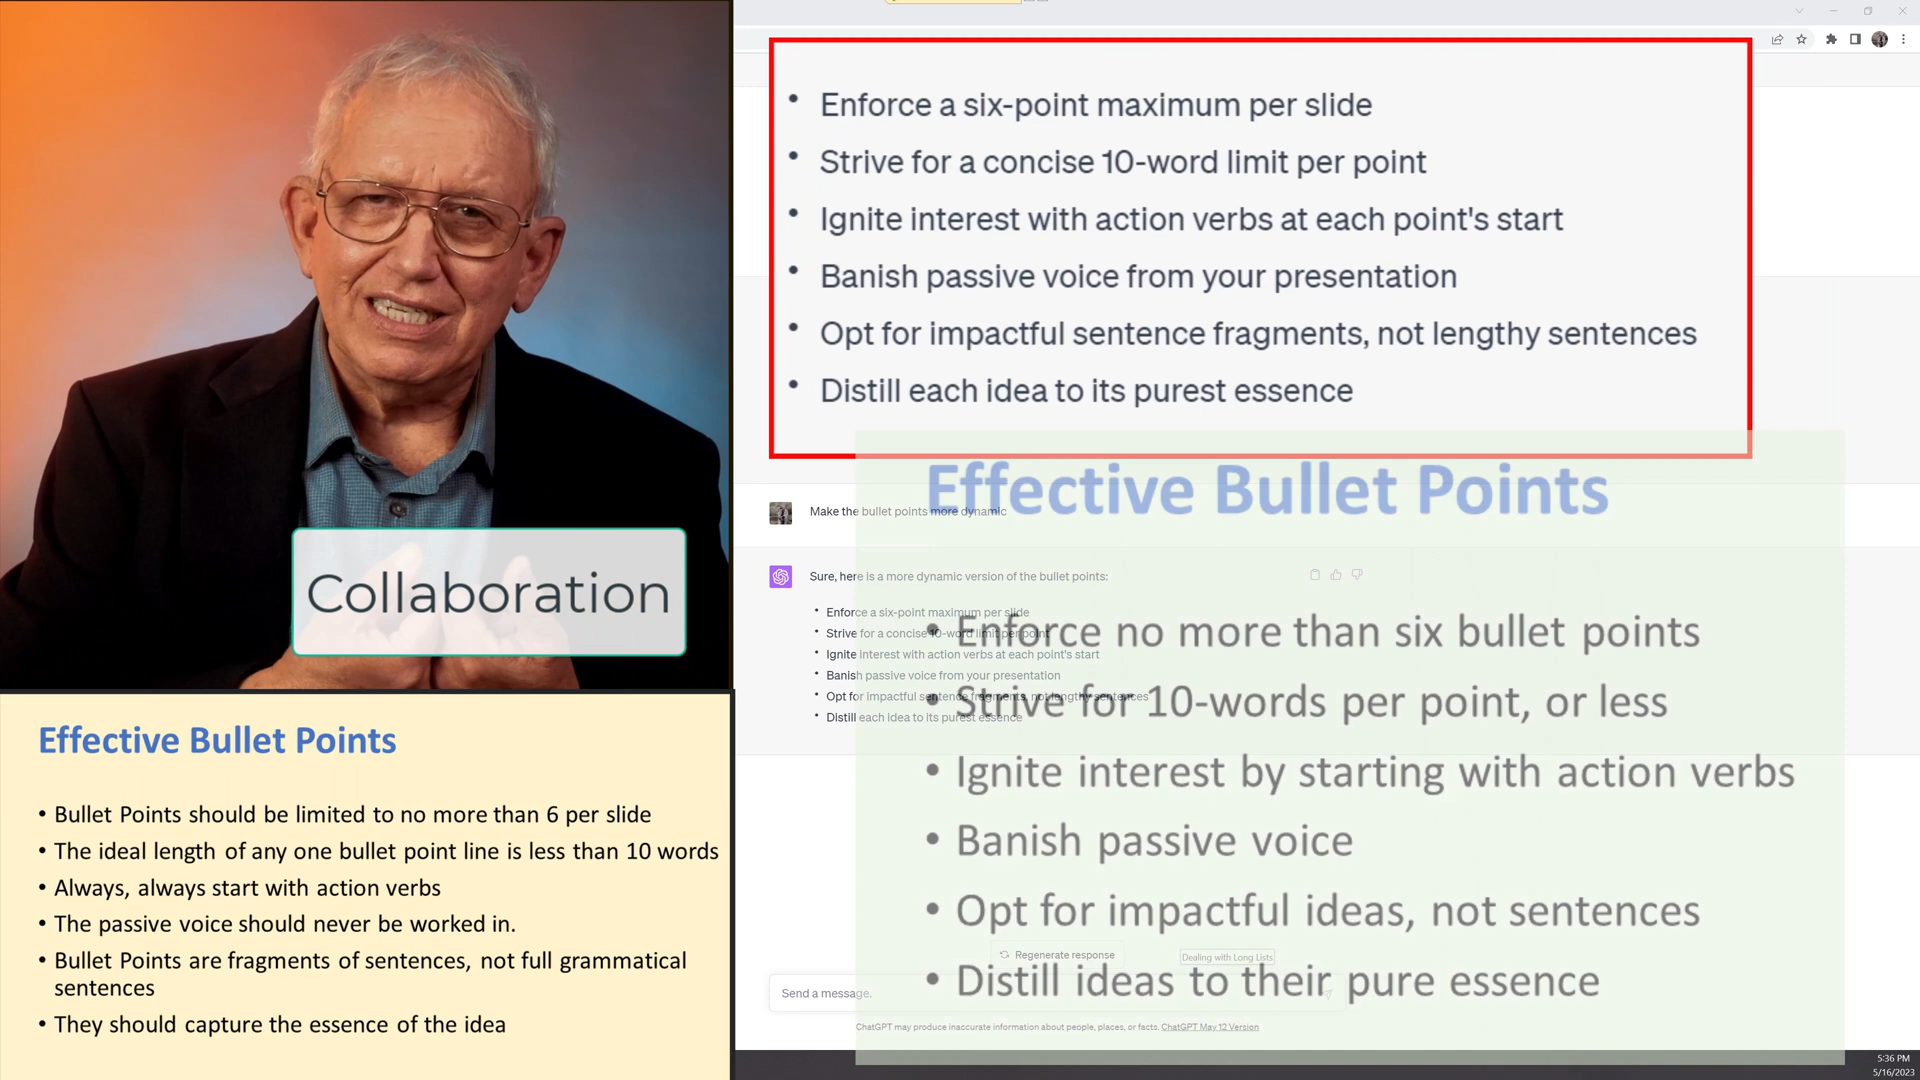 Collaboration
Effective Bullet Points
• Bullet Points should be limited to no more than 6 per slide
• The ideal length of any one bullet point line is less than 10 words
• Always, always start with action verbs
• The passive voice should never be worked in.
• Bullet Points are fragments of sentences, not full grammatical
sentences
• They should capture the essence of the idea
• Enforce a six-point maximum per slide
• Strive for a concise 10-word limit per point
• Ignite interest with action verbs at each point's start
• Banish passive voice from your presentation
• Opt for impactful sentence fragments, not lengthy sentences
• Distill each idea to its purest essence
Make the bullet points more dynamic
Sure, here is a more dynamic version of the bullet points:
• Enforce a six-point maximum per slide
• Strive for a concise 10-word limit per point
• Ignite interest with action verbs at each point's start
• Banish passive voice from your presentation
• Opt for impactful sentence fragments, not lengthy sentences
• Distill each idea to its purest essence
Regenerate response
Dealing with Long Lists
Send a message.
ChatGPT may produce inaccurate information about people, places, or facts. ChatGPT May 12 Version
Effective Bullet Points
• Enforce no more than six bullet points
• Strive for 10-words per point, or less
• Ignite interest by starting with action verbs
• Banish passive voice
• Opt for impactful ideas, not sentences
• Distill ideas to their pure essence
5:36 PM
5/16/2023